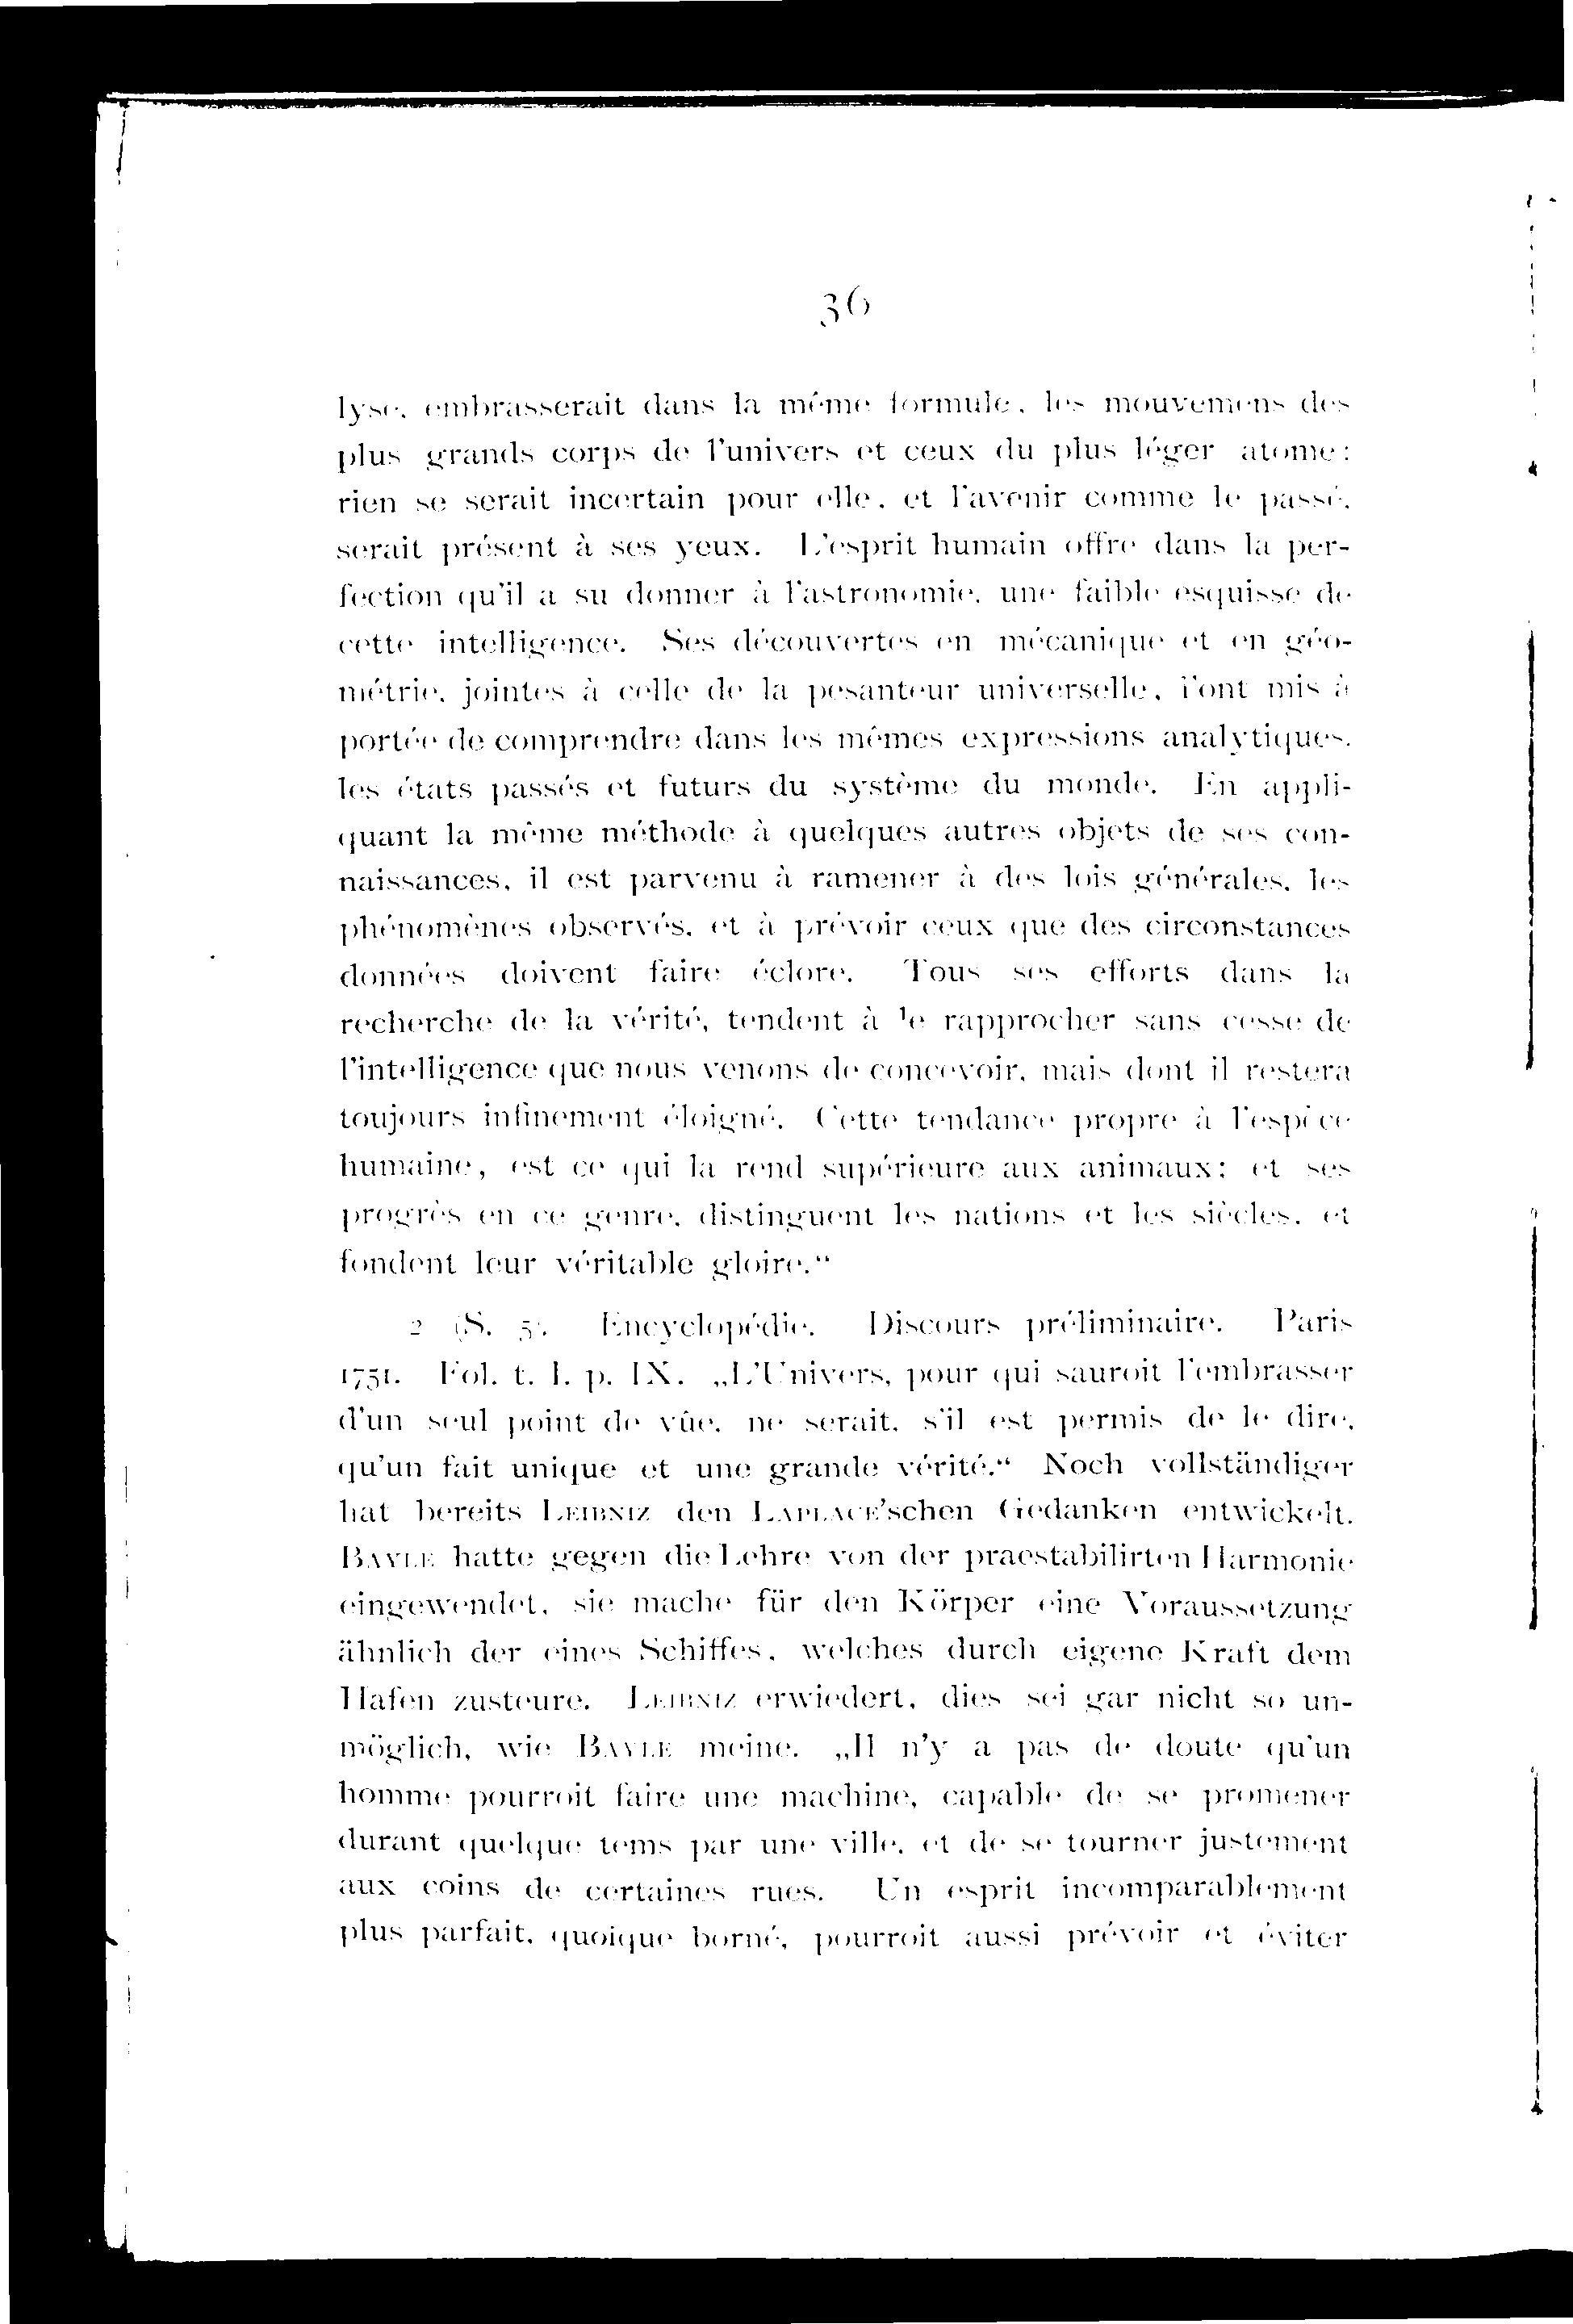 36
lyse, embrasserait dans la même formule, les mouvemens des
plus grands corps de l'univers et ceux du plus léger atome:
rien se serait incertain pour elle, et l'avenir comme le passé,
serait présent à ses yeux. L'esprit humain offre dans la per-
fection qu'il a su donner à l'astronomie, une faible esquisse de
cette intelligence. Ses découvertes en mécanique et en géo-
métrie, jointes à celle de la pesanteur universelle, l'ont mis à
portée de comprendre dans les mêmes expressions analytiques,
les états passés et futurs du système du monde. En appli-
quant la même méthode à quelques autres objets de ses con-
naissances, il est parvenu à ramener à des lois générales, les
phénomènes observés, et à prévoir ceux que des circonstances
données doivent faire éclore. Tous ses efforts dans la
recherche de la vérité, tendent à le rapprocher sans cesse de
l'intelligence que nous venons de concevoir, mais dont il restera
toujours infinement éloigné. Cette tendance propre à l'espèce
humaine, est ce qui la rend supérieure aux animaux; et ses
progrès en ce genre, distinguent les nations et les siècles, et
fondent leur véritable gloire.“
2 (S. 5). Encyclopédie. Discours préliminaire. Paris
1751. Fol. t. I. p. IX. „L'Univers, pour qui sauroit l'embrasser
d'un seul point de vûe, ne serait, s'il est permis de le dire,
qu'un fait unique et une grande vérité.“ Noch vollständiger
hat bereits LEIBNIZ den LAPLACE'schen Gedanken entwickelt.
BAYLE hatte gegen die Lehre von der praestabilirten Harmonie
eingewendet, sie mache für den Körper eine Voraussetzung
ähnlich der eines Schiffes, welches durch eigene Kraft dem
Hafen zusteure. LEIBNIZ erwiedert, dies sei gar nicht so un-
möglich, wie BAYLE meine. „Il n'y a pas de doute qu'un
homme pourroit faire une machine, capable de se promener
durant quelque tems par une ville, et de se tourner justement
aux coins de certaines rues. Un esprit incomparablement
plus parfait, quoique borné, pourroit aussi prévoir et éviter